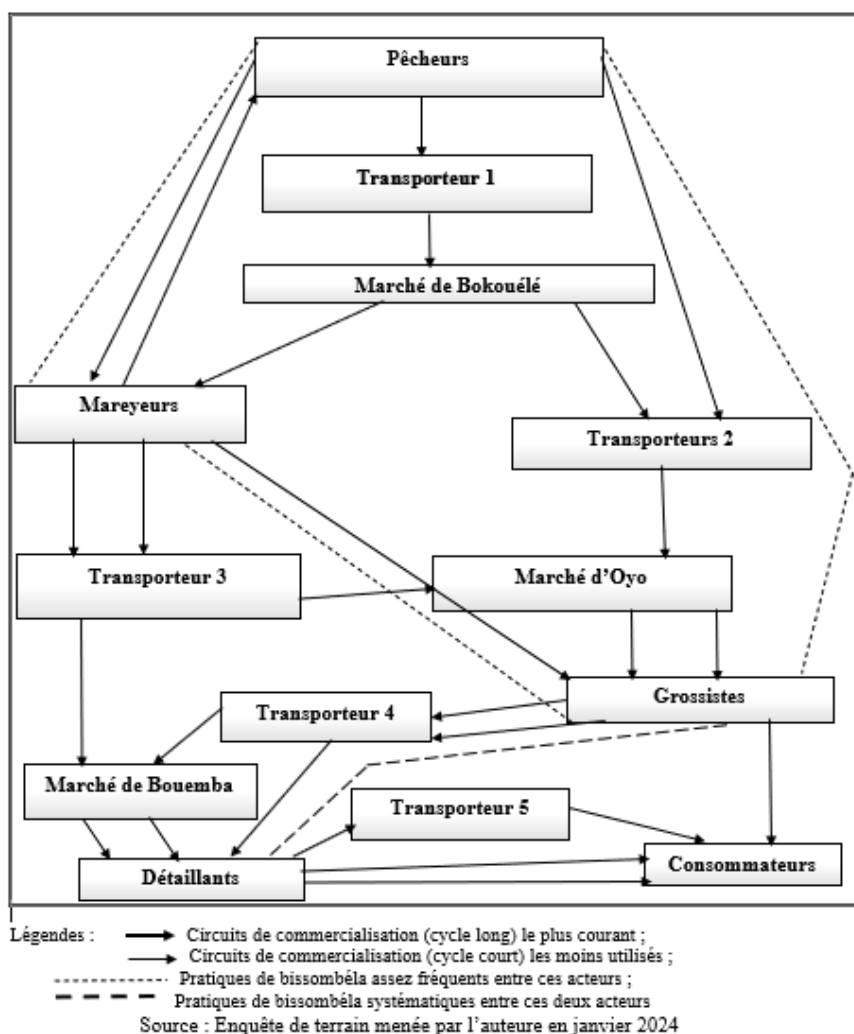 Pêcheurs
Transporteur 1
Marché de Bokouélé
Mareyeurs
Transporteurs 2
Transporteur 3
Marché d'Oyo
Grossistes
Transporteur 4
Marché de Bouemba
Transporteur 5
Consommateurs
Détaillants
Légendes : Circuits de commercialisation (cycle long) le plus courant ;
Circuits de commercialisation (cycle court) les moins utilisés ;
Pratiques de bissombéla assez fréquents entre ces acteurs ;
Pratiques de bissombéla systématiques entre ces deux acteurs
Source : Enquête de terrain menée par l'auteure en janvier 2024